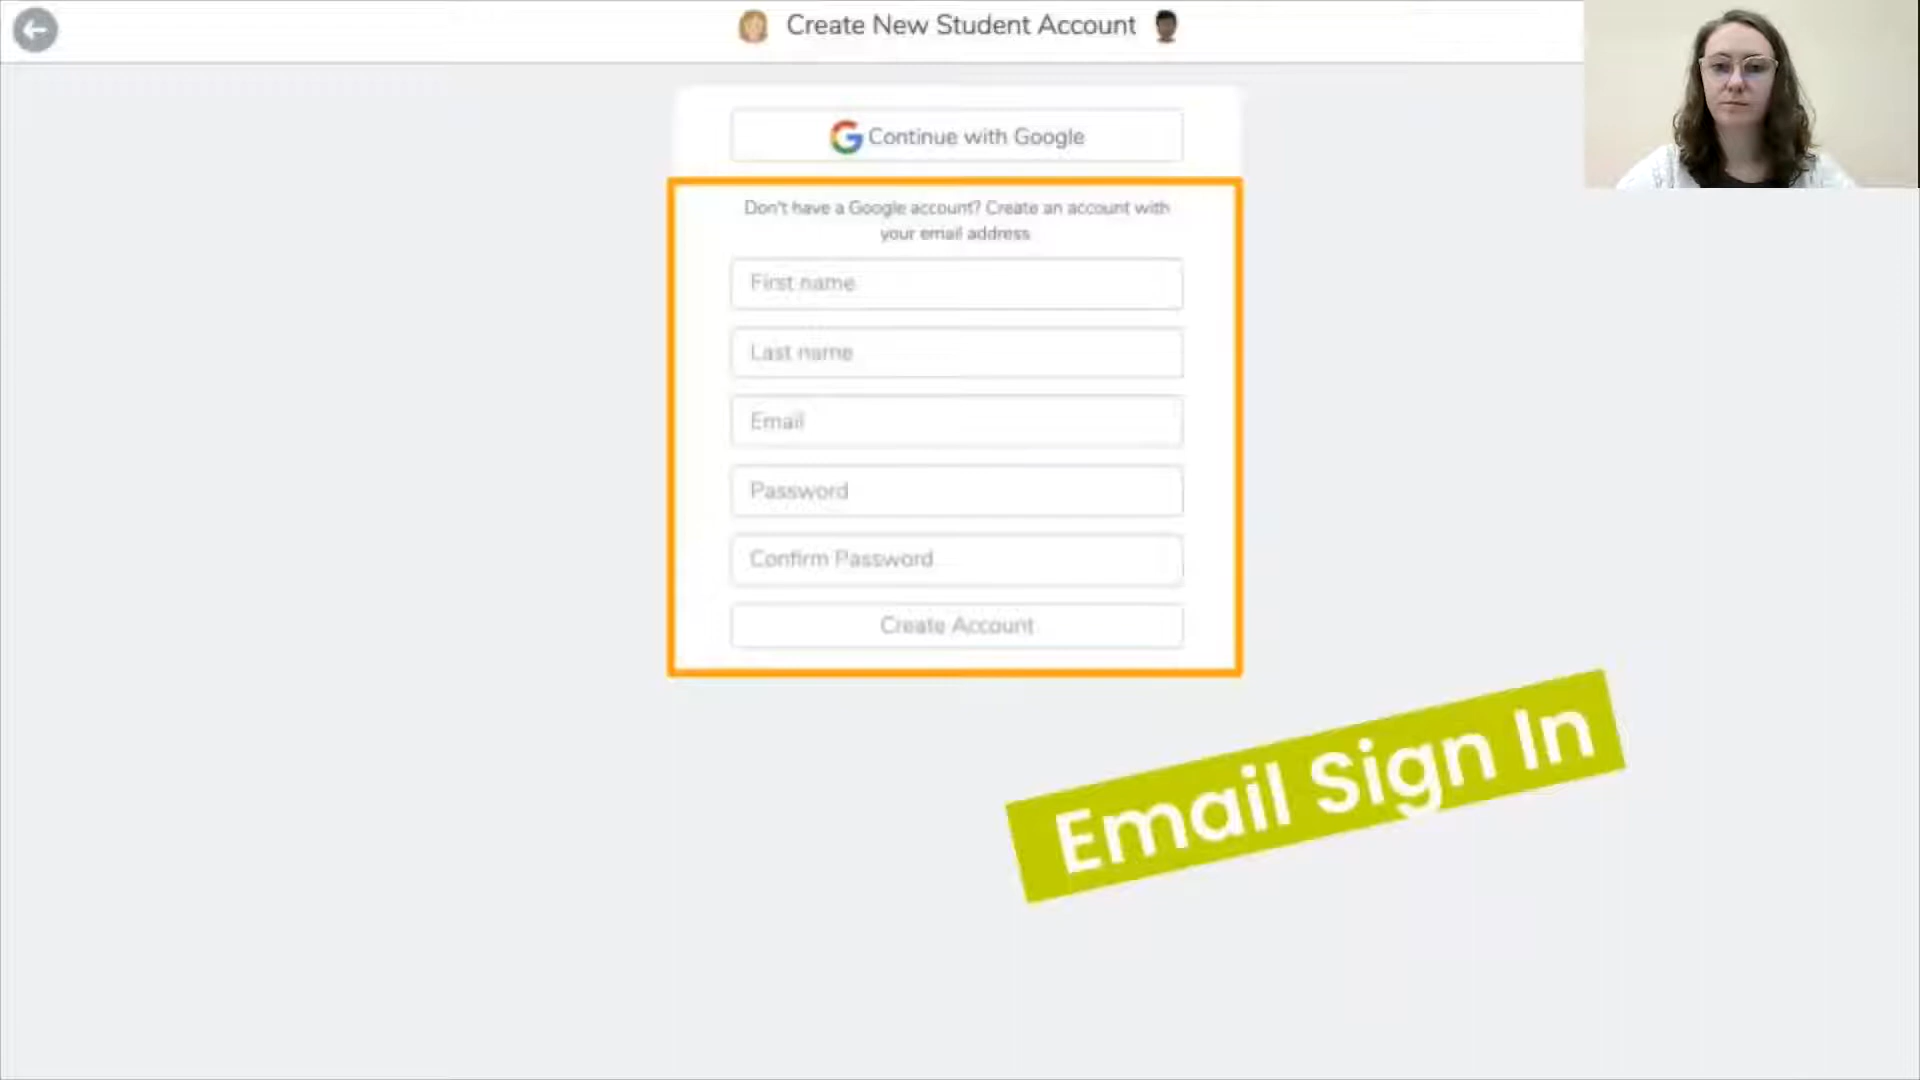 Create New Student Account
Continue with Google
Don't have a Google account? Create an account with
your email address
First name
Last name
Email
Password
Confirm Password
Create Account
Email Sign In